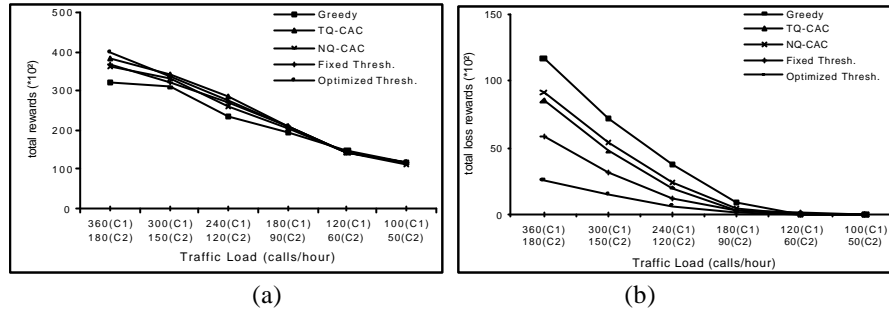 total rewards (*10²)
500
400
300
200
100
0
Greedy
TQ-CAC
NQ-CAC
Fixed Thresh.
Optimized Thresh.
360(C1) 300(C1) 240(C1) 180(C1) 120(C1) 100(C1)
180(C2) 150(C2) 120(C2) 90(C2) 60(C2) 50(C2)
Traffic Load (calls/hour)
(a)
total loss rewards (*10²)
150
100
50
0
Greedy
TQ-CAC
NQ-CAC
Fixed Thresh.
Optimized Thresh.
360(C1) 300(C1) 240(C1) 180(C1) 120(C1) 100(C1)
180(C2) 150(C2) 120(C2) 90(C2) 60(C2) 50(C2)
Traffic Load (calls/hour)
(b)